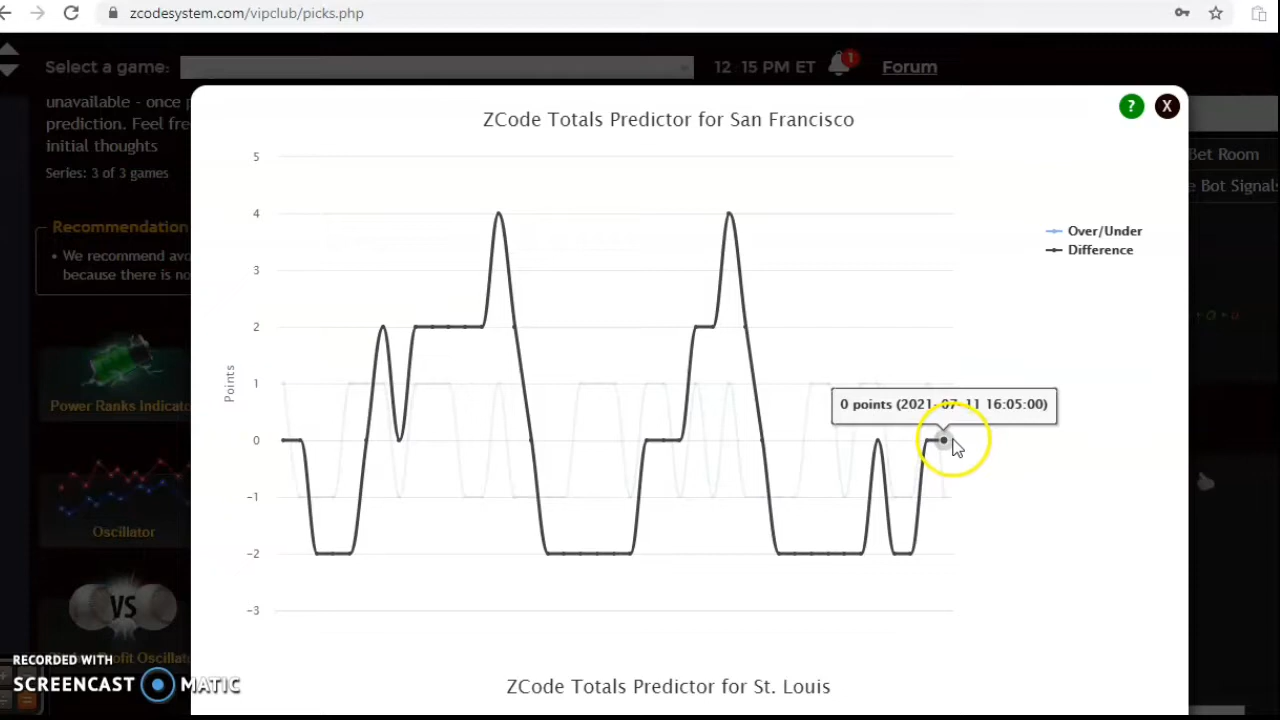 zcodesystem.com/vipclub/picks.php
Select a game:
12 15 PM ET
1
Forum
unavailable - once p
prediction. Feel fre
initial thoughts
Series: 3 of 3 games
Recommendation
• We recommend avo
because there is no
Power Ranks Indicato
Oscillator
VS
Profit Oscillat
RECORDED WITH
SCREENCAST MATIC
ZCode Totals Predictor for San Francisco
?
X
Points
5
4
3
2
1
0
-1
-2
-3
Over/Under
Difference
0 points (2021-07-11 16:05:00)
ZCode Totals Predictor for St. Louis
Bet Room
e Bot Signals